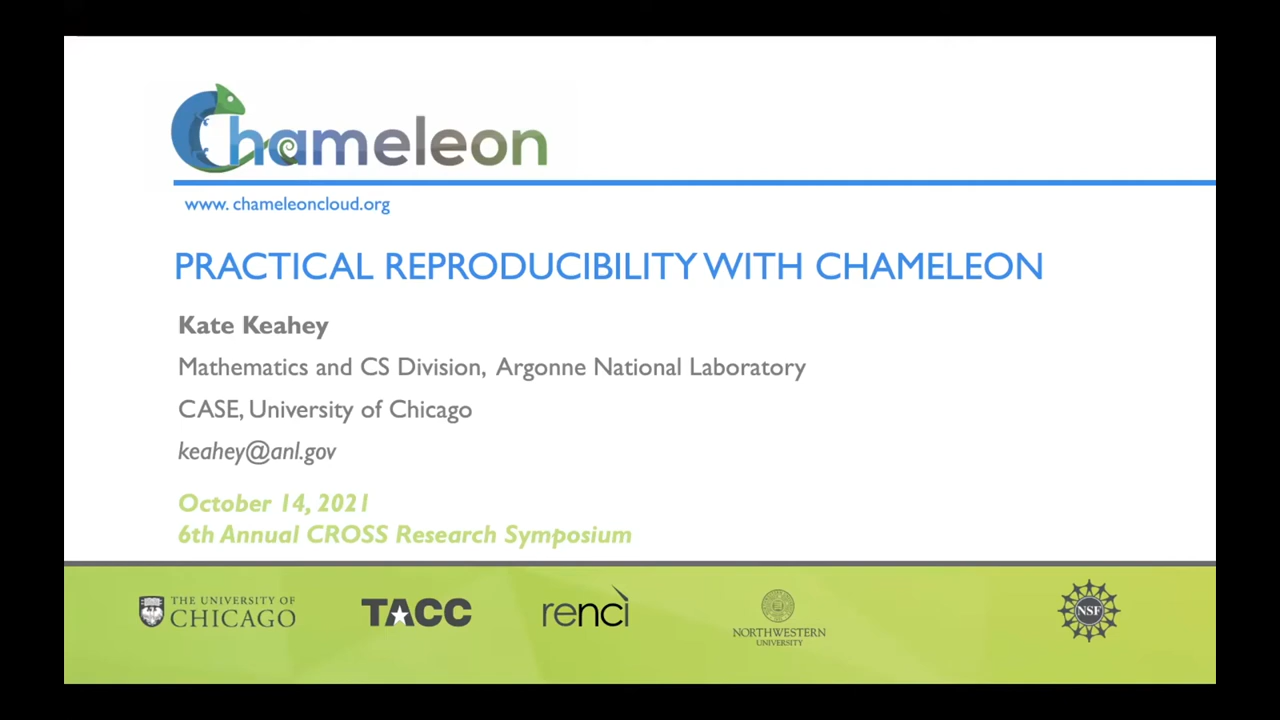 Chameleon
www. chameleoncloud.org
PRACTICAL REPRODUCIBILITY WITH CHAMELEON
Kate Keahey
Mathematics and CS Division, Argonne National Laboratory
CASE, University of Chicago
keahey@anl.gov
October 14, 2021
6th Annual CROSS Research Symposium
THE UNIVERSITY OF
CHICAGO
TACC
renci
NORTHWESTERN
UNIVERSITY
NSF